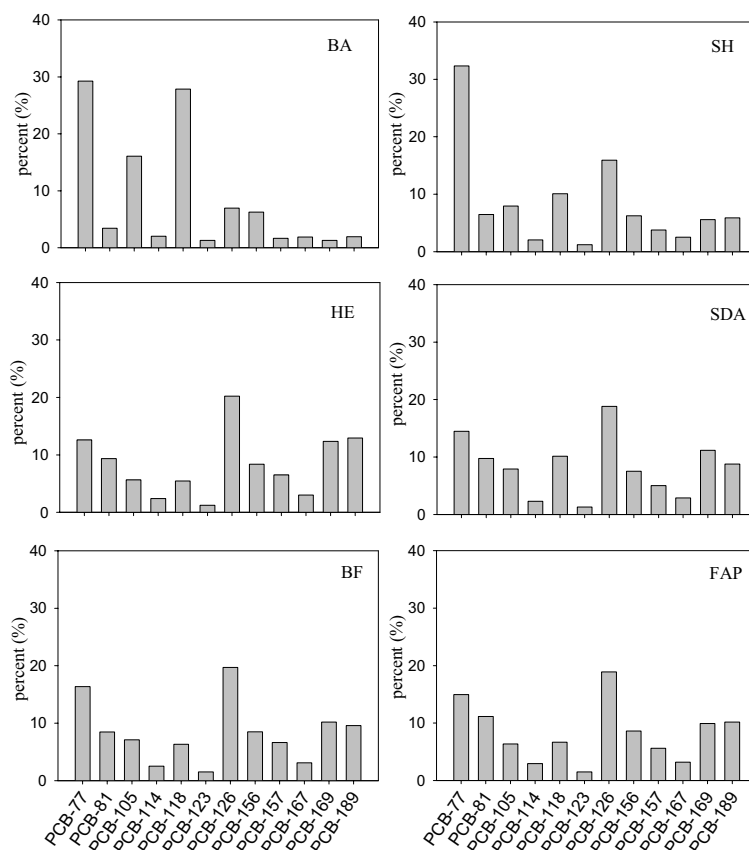 40
30
20
10
0
percent (%)
BA
40
30
20
10
0
percent (%)
SH
40
30
20
10
0
percent (%)
HE
40
30
20
10
0
percent (%)
SDA
40
30
20
10
0
percent (%)
BF
40
30
20
10
0
percent (%)
FAP
PCB-77
PCB-81
PCB-105
PCB-114
PCB-118
PCB-123
PCB-126
PCB-156
PCB-157
PCB-167
PCB-169
PCB-189
PCB-77
PCB-81
PCB-105
PCB-114
PCB-118
PCB-123
PCB-126
PCB-156
PCB-157
PCB-167
PCB-169
PCB-189